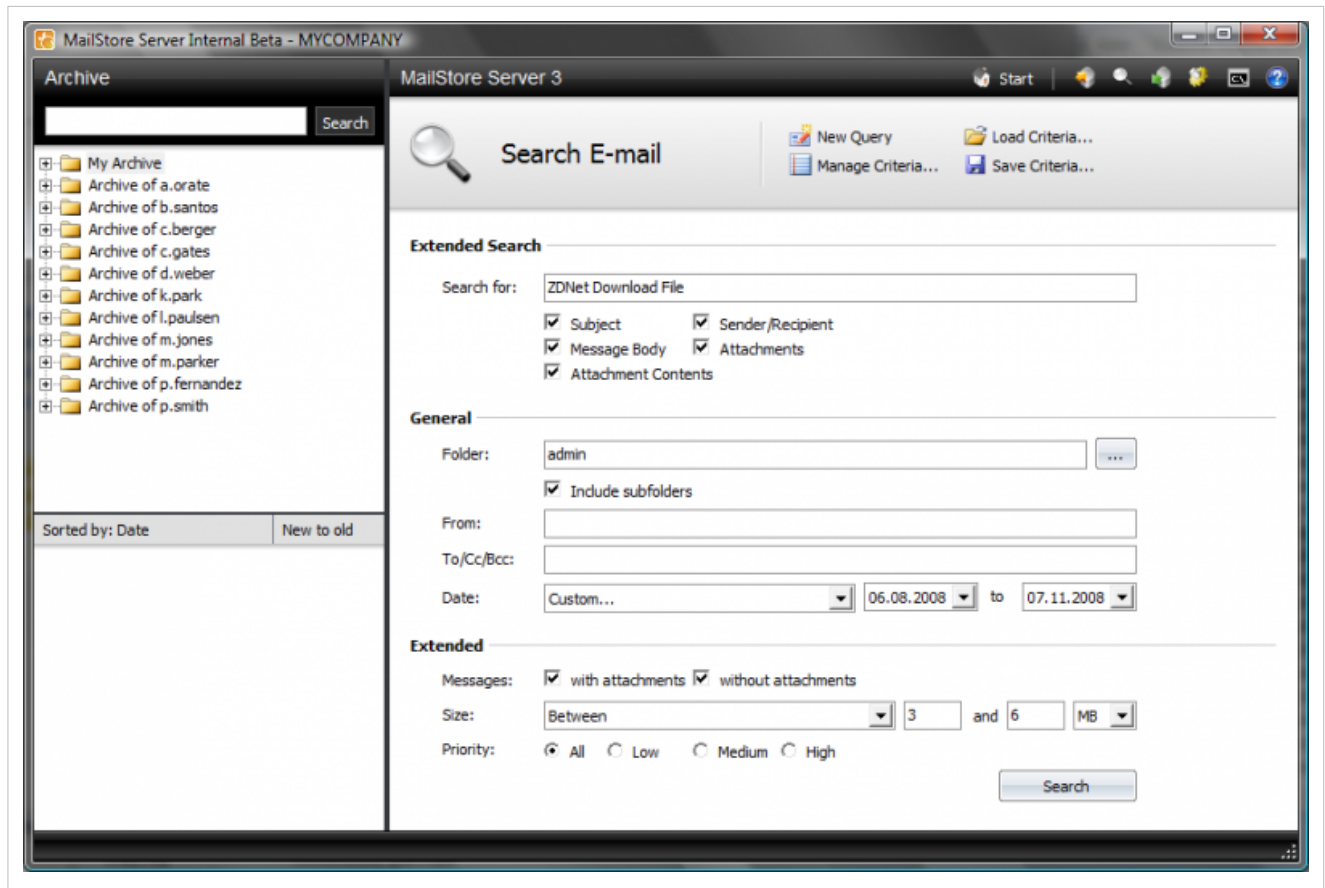 MailStore Server Internal Beta - MYCOMPANY
Archive
MailStore Server 3
Start
Search
Search E-mail
New Query
Load Criteria...
Manage Criteria...
Save Criteria...
My Archive
Archive of a.orate
Archive of b.santos
Archive of c.berger
Archive of c.gates
Archive of d.weber
Archive of k.park
Archive of l.paulsen
Archive of m.jones
Archive of m.parker
Archive of p.fernandez
Archive of p.smith
Sorted by: Date New to old
Extended Search
Search for: ZDNet Download File
Subject Sender/Recipient
Message Body Attachments
Attachment Contents
General
Folder: admin ...
Include subfolders
From:
To/Cc/Bcc:
Date: Custom... 06.08.2008 to 07.11.2008
Extended
Messages: with attachments without attachments
Size: Between 3 and 6 MB
Priority: All Low Medium High
Search